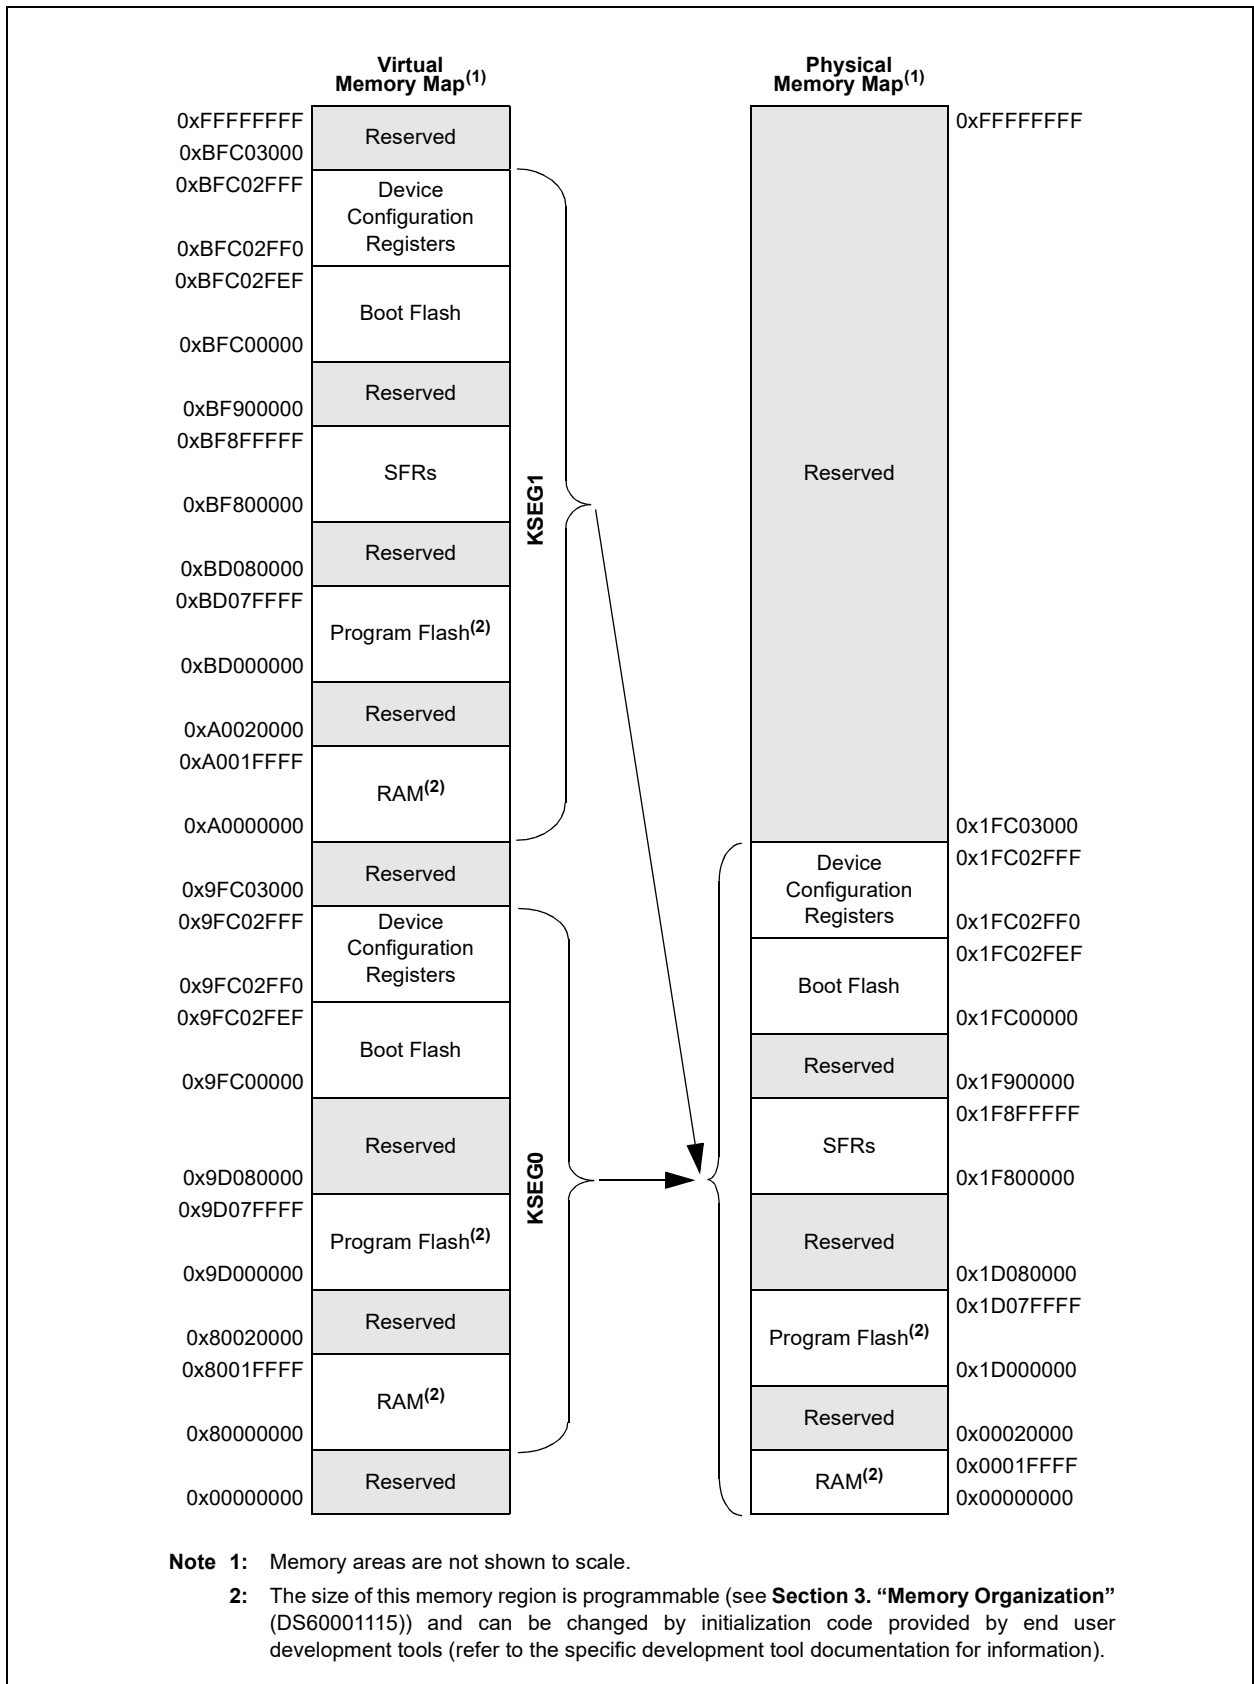 Virtual
Memory Map(1)
0xFFFFFFFF
Reserved
0xBFC03000
0xBFC02FFF
Device
Configuration
Registers
0xBFC02FF0
0xBFC02FEF
Boot Flash
0xBFC00000
Reserved
0xBF900000
0xBF8FFFFF
SFRs
0xBF800000
Reserved
0xBD080000
0xBD07FFFF
Program Flash(2)
0xBD000000
Reserved
0xA0020000
0xA001FFFF
RAM(2)
0xA0000000
KSEG1
Reserved
0x9FC03000
0x9FC02FFF
Device
Configuration
Registers
0x9FC02FF0
0x9FC02FEF
Boot Flash
0x9FC00000
Reserved
0x9D080000
0x9D07FFFF
Program Flash(2)
0x9D000000
Reserved
0x80020000
0x8001FFFF
RAM(2)
0x80000000
KSEG0
Reserved
0x00000000
Physical
Memory Map(1)
0xFFFFFFFF
Reserved
0x1FC03000
0x1FC02FFF
Device
Configuration
Registers
0x1FC02FF0
0x1FC02FEF
Boot Flash
0x1FC00000
Reserved
0x1F900000
0x1F8FFFFF
SFRs
0x1F800000
Reserved
0x1D080000
0x1D07FFFF
Program Flash(2)
0x1D000000
Reserved
0x00020000
0x0001FFFF
RAM(2)
0x00000000
Note 1: Memory areas are not shown to scale.
2: The size of this memory region is programmable (see Section 3. “Memory Organization”
(DS60001115)) and can be changed by initialization code provided by end user
development tools (refer to the specific development tool documentation for information).